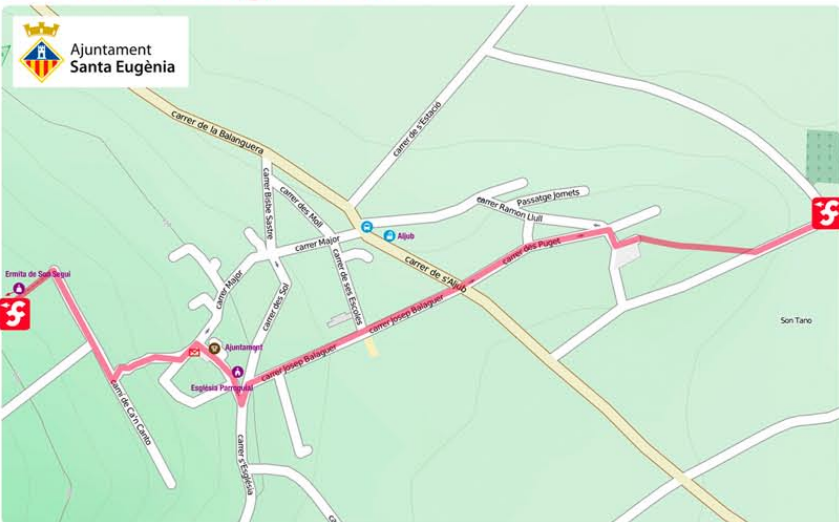 Ajuntament
Santa Eugènia
carrer de la Balanguera
carrer de s'Estació
carrer Bisbe Sastre
carrer des Moll
Passatge Jomets
carrer Ramon Llull
carrer Major
Aljub
carrer des Puget
carrer de s'Aljub
Ermita de Son Seguí
carrer Major
carrer de ses Escoles
carrer des Sol
carrer Josep Balaguer
Son Tano
Ajuntament
carrer Josep Balaguer
Església Parroquial
camí de Ca'n Canto
carrer s'Església